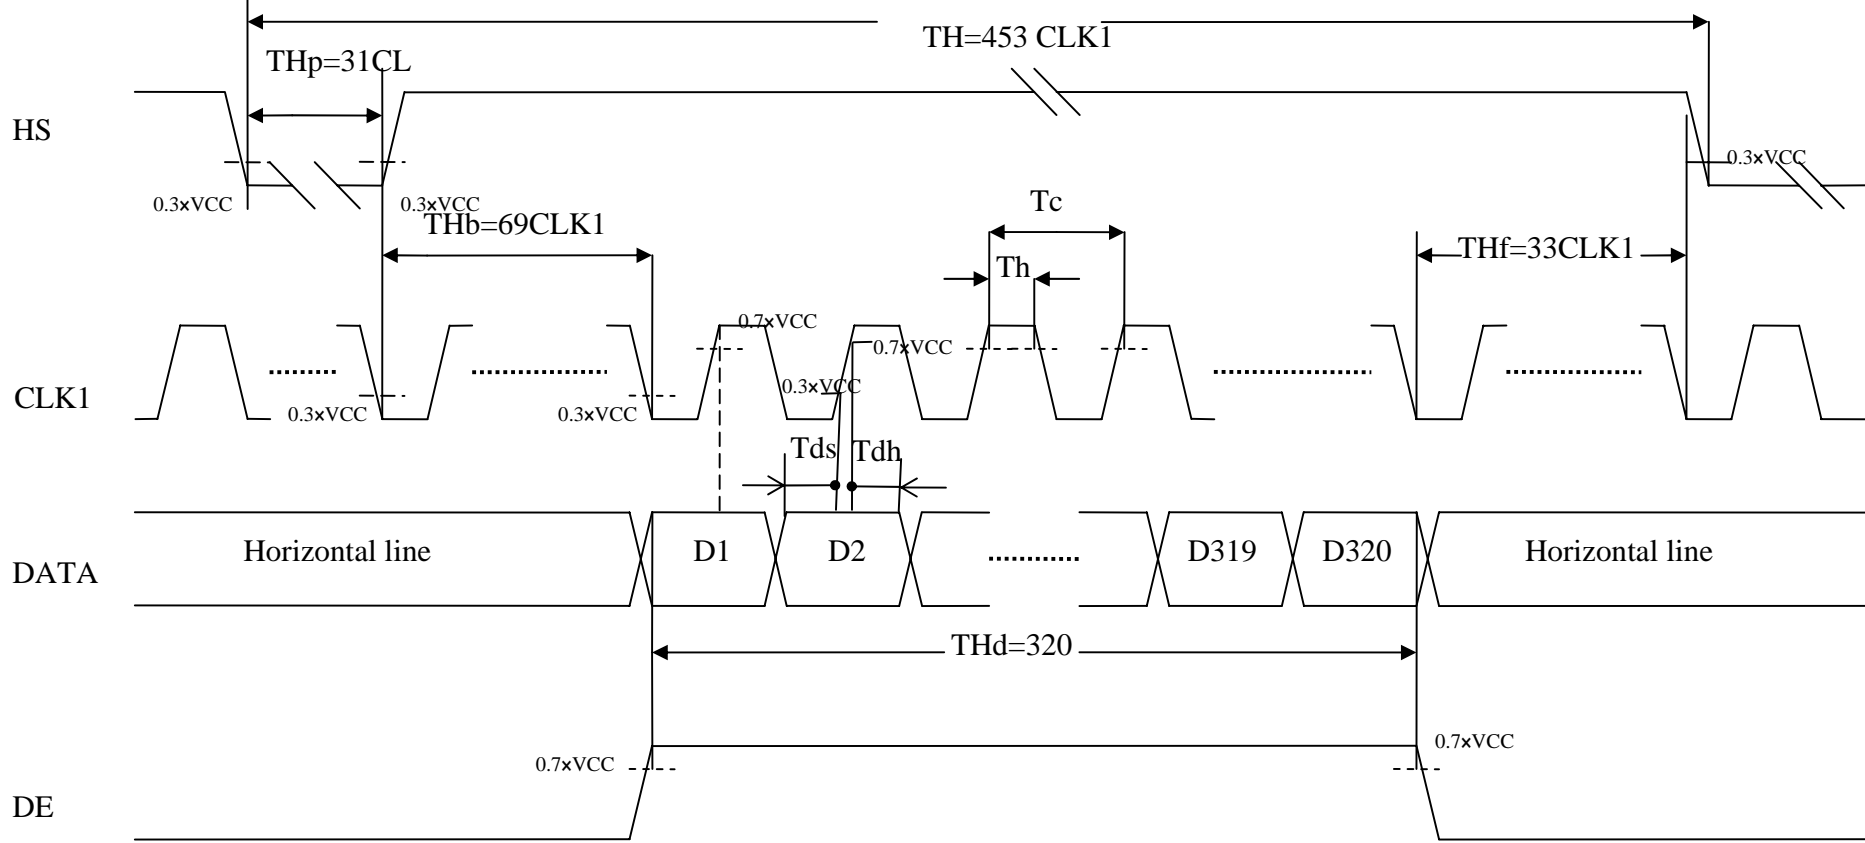 TH=453 CLK1
THp=31CL
HS
0.3×VCC
0.3×VCC
0.3×VCC
THb=69CLK1
Tc
Th
THf=33CLK1
0.7×VCC
0.7×VCC
0.3×VCC
CLK1
0.3×VCC
0.3×VCC
Tds
Tdh
DATA
Horizontal line
D1
D2
D319
D320
Horizontal line
THd=320
0.7×VCC
0.7×VCC
DE